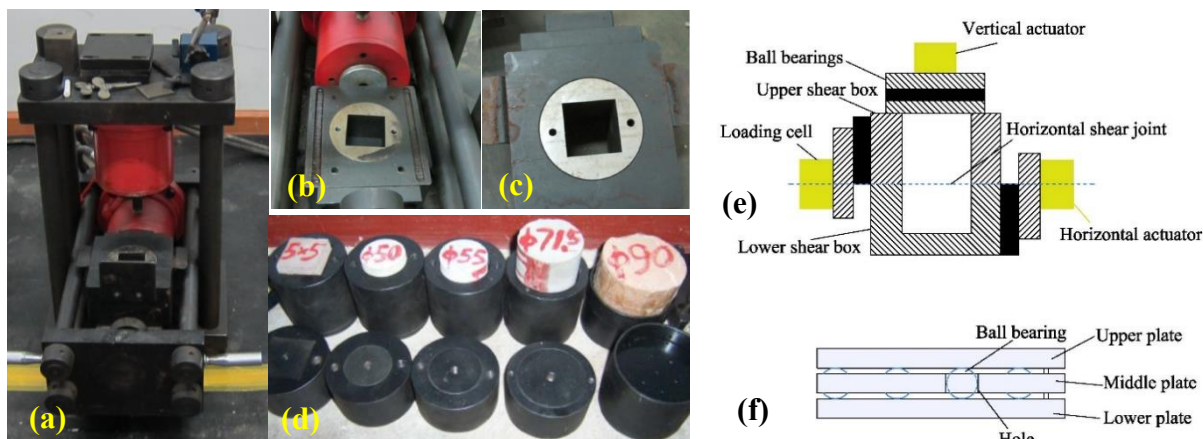 (a)
(b)
(c)
5×5
φ50
φ55
φ71.5
φ90
(d)
Vertical actuator
Ball bearings
Upper shear box
Loading cell
Horizontal shear joint
(e)
Lower shear box
Horizontal actuator
Ball bearing
Upper plate
Middle plate
(f)
Lower plate
Hole